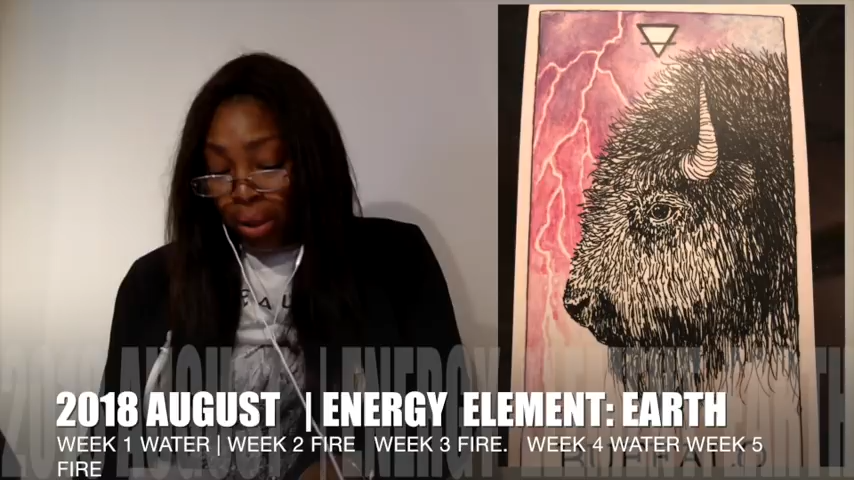 2018 AUGUST | ENERGY ELEMENT: EARTH
WEEK 1 WATER | WEEK 2 FIRE WEEK 3 FIRE. WEEK 4 WATER WEEK 5
FIRE